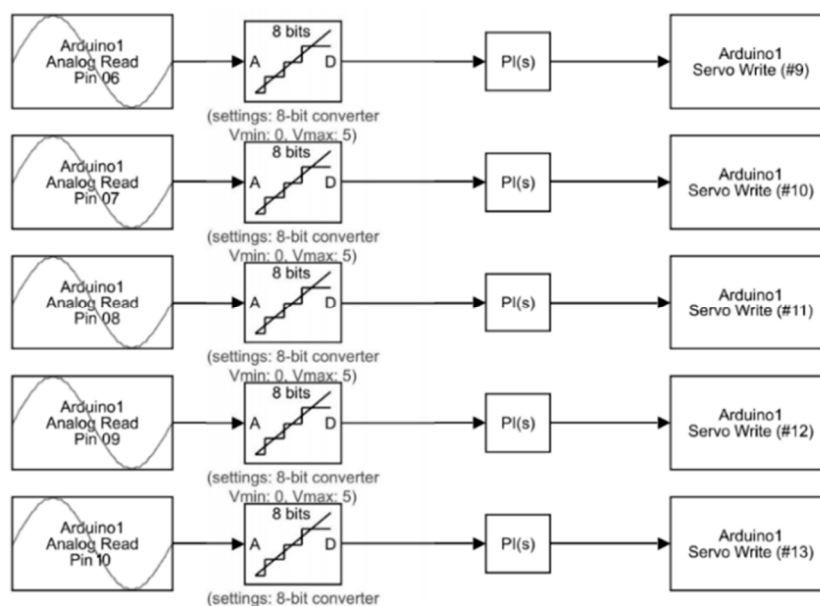 Arduino1
Analog Read
Pin 06
8 bits
A
D
(settings: 8-bit converter
Vmin: 0, Vmax: 5)
PI(s)
Arduino1
Servo Write (#9)
Arduino1
Analog Read
Pin 07
8 bits
A
D
(settings: 8-bit converter
Vmin: 0, Vmax: 5)
PI(s)
Arduino1
Servo Write (#10)
Arduino1
Analog Read
Pin 08
8 bits
A
D
(settings: 8-bit converter
Vmin: 0, Vmax: 5)
PI(s)
Arduino1
Servo Write (#11)
Arduino1
Analog Read
Pin 09
8 bits
A
D
(settings: 8-bit converter
Vmin: 0, Vmax: 5)
PI(s)
Arduino1
Servo Write (#12)
Arduino1
Analog Read
Pin 10
8 bits
A
D
(settings: 8-bit converter
PI(s)
Arduino1
Servo Write (#13)